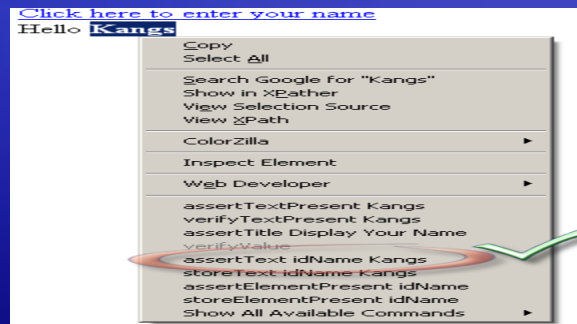 Click here to enter your name
Hello Kangs
Copy
Select All
Search Google for "Kangs"
Show in XPather
View Selection Source
View XPath
ColorZilla
Inspect Element
Web Developer
assertTextPresent Kangs
verifyTextPresent Kangs
assertTitle Display Your Name
verifyValue
assertText idName Kangs
storeText idName Kangs
assertElementPresent idName
storeElementPresent idName
Show All Available Commands